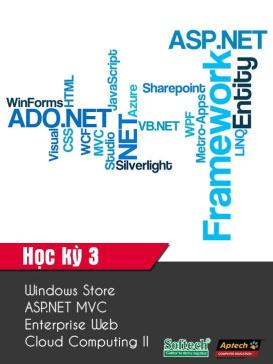 ASP.NET
WinForms
HTML
JavaScript
Azure
Sharepoint
Framework
Entity
ADO.NET
Visual
CSS
WCF
MVC
Studio
.NET
VB.NET
WPF
Metro-Apps
LINQ
Silverlight
Học kỳ 3
Windows Store
ASP.NET MVC
Enterprise Web
Cloud Computing II
Softech
Aptech
COMPUTER EDUCATION